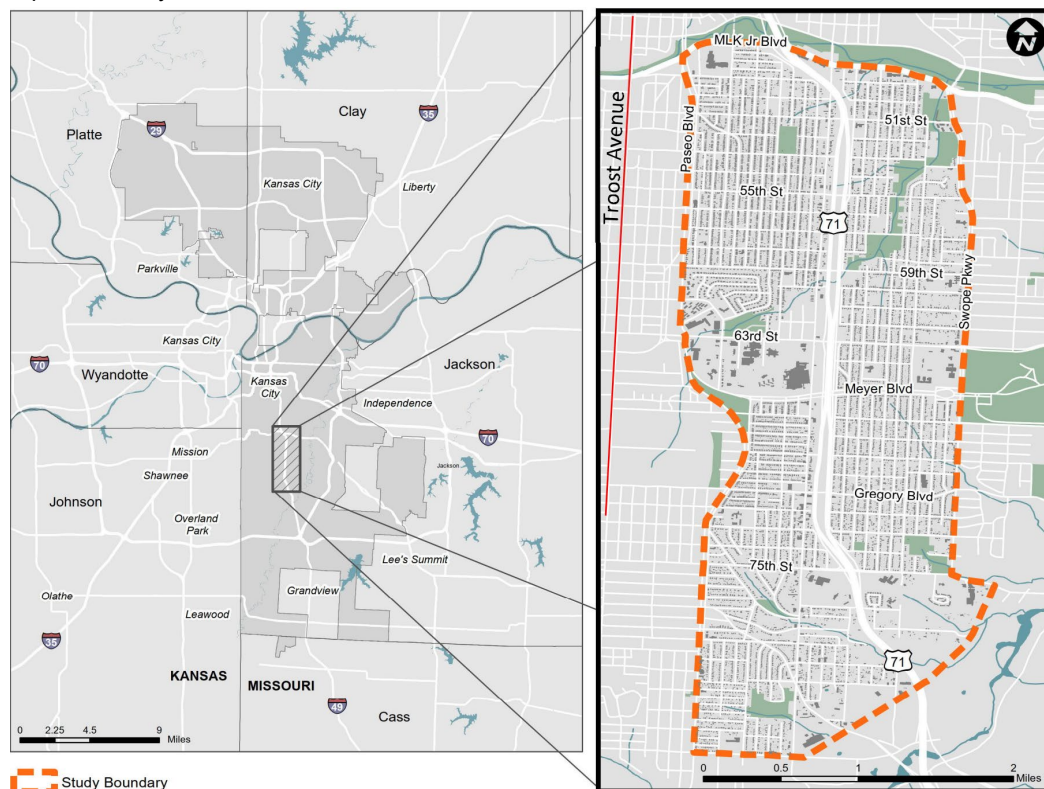 Platte
Clay
29
35
Kansas City
Liberty
Parkville
Kansas City
70
Wyandotte
Kansas
City
Jackson
Independence
70
Mission
Shawnee
Jackson
Johnson
Overland
Park
Lee's Summit
Olathe
Grandview
Leawood
35
KANSAS
MISSOURI
49
Cass
0 2.25 4.5 9
Miles
Study Boundary
N
MLK Jr Blvd
Troost Avenue
Paseo Blvd
51st St
55th St
71
59th St
Swope Pkwy
63rd St
Meyer Blvd
Gregory Blvd
75th St
71
0 0.5 1 2
Miles